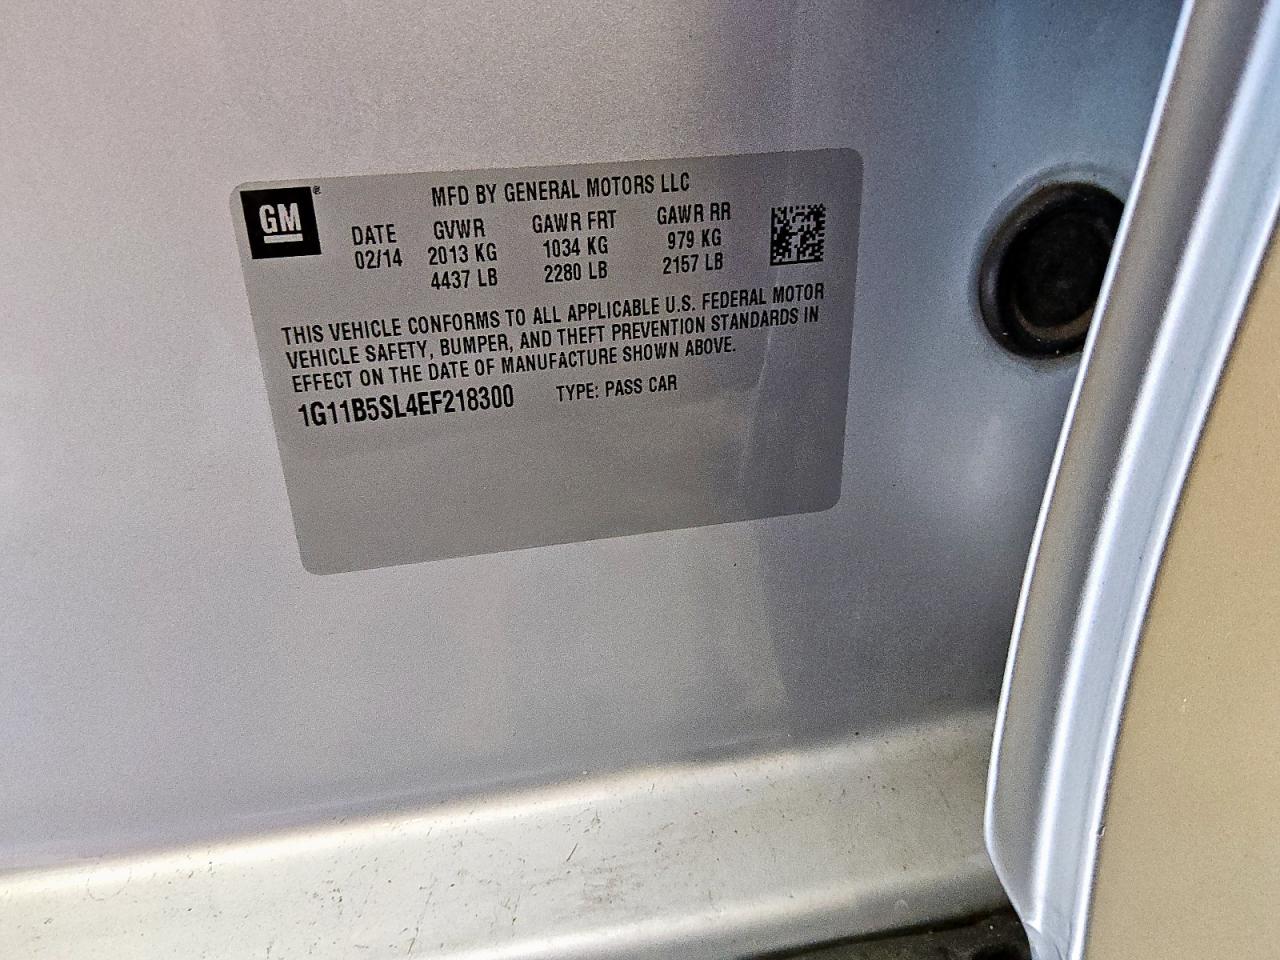 GM®
MFD BY GENERAL MOTORS LLC
DATE GVWR GAWR FRT GAWR RR
02/14 2013 KG 1034 KG 979 KG
4437 LB 2280 LB 2157 LB
THIS VEHICLE CONFORMS TO ALL APPLICABLE U.S. FEDERAL MOTOR
VEHICLE SAFETY, BUMPER, AND THEFT PREVENTION STANDARDS IN
EFFECT ON THE DATE OF MANUFACTURE SHOWN ABOVE.
1G11B5SL4EF218300 TYPE: PASS CAR